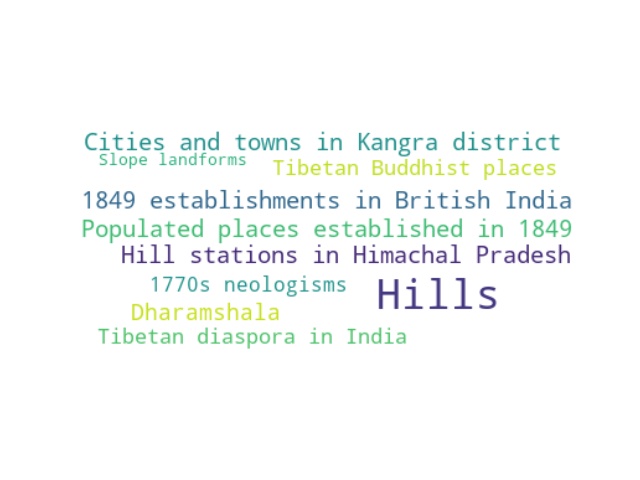 Cities and towns in Kangra district
Slope landforms
Tibetan Buddhist places
1849 establishments in British India
Populated places established in 1849
Hill stations in Himachal Pradesh
1770s neologisms
Hills
Dharamshala
Tibetan diaspora in India